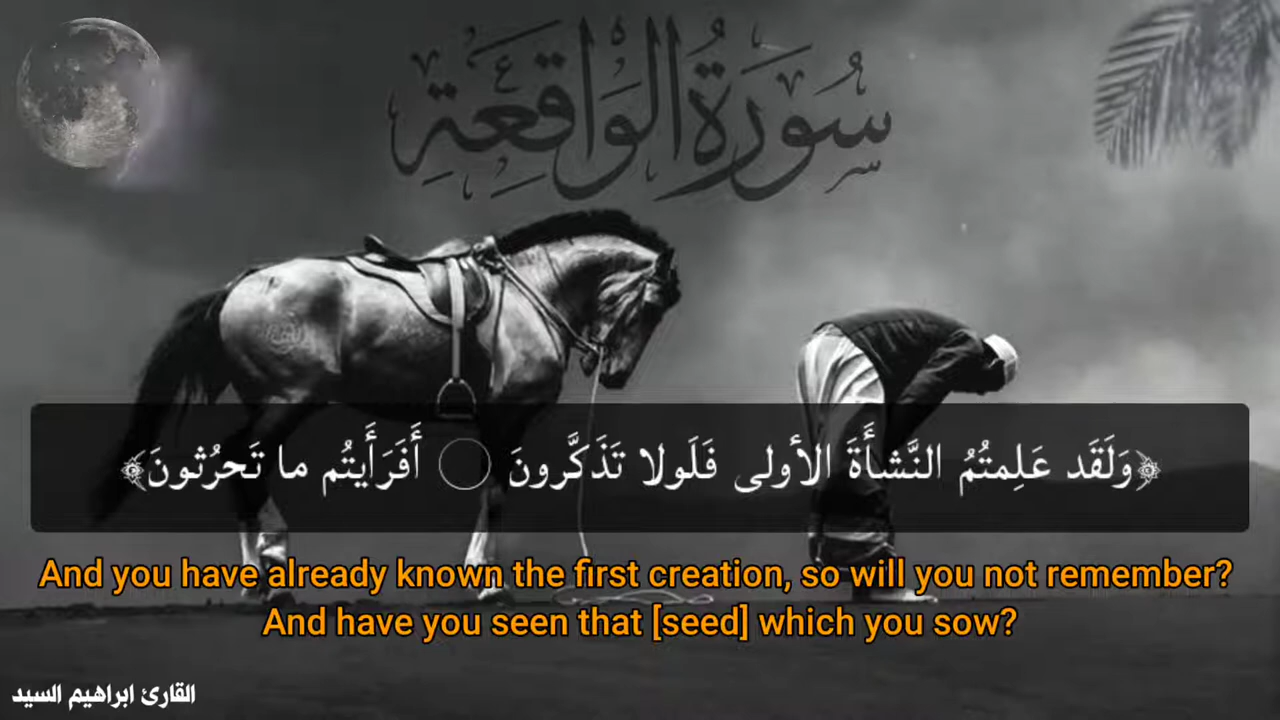 سُورَةُ الوَاقِعَةِ
﴿وَلَقَد عَلِمتُمُ النَّشأَةَ الأولى فَلَولا تَذَكَّرونَ ۝ أَفَرَأَيتُم ما تَحرُثونَ﴾
And you have already known the first creation, so will you not remember?
And have you seen that [seed] which you sow?
القارئ ابراهيم السيد